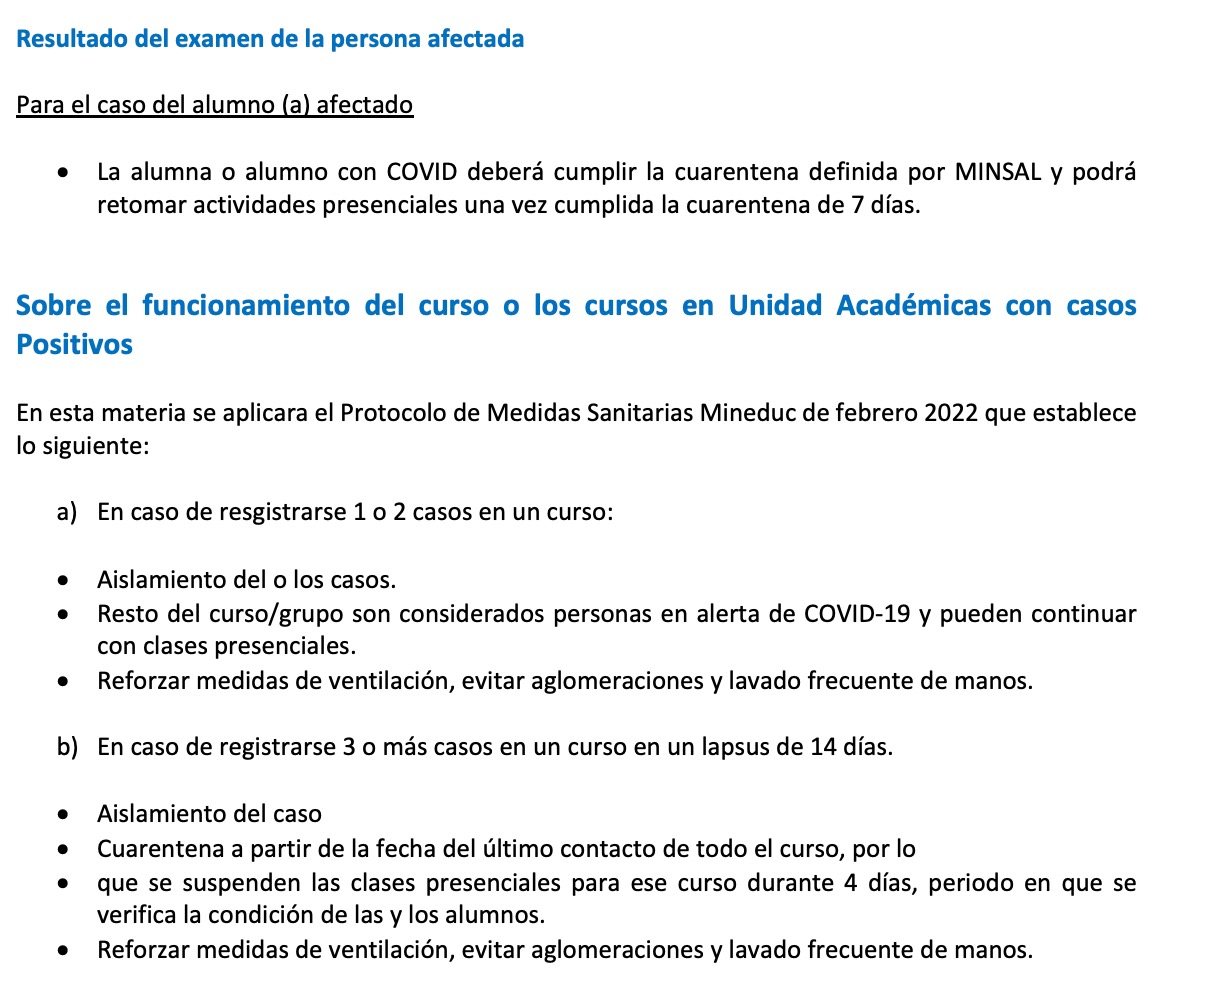 Resultado del examen de la persona afectada
Para el caso del alumno (a) afectado
• La alumna o alumno con COVID deberá cumplir la cuarentena definida por MINSAL y podrá
retomar actividades presenciales una vez cumplida la cuarentena de 7 días.
Sobre el funcionamiento del curso o los cursos en Unidad Académicas con casos
Positivos
En esta materia se aplicara el Protocolo de Medidas Sanitarias Mineduc de febrero 2022 que establece
lo siguiente:
a) En caso de resgistrarse 1 o 2 casos en un curso:
• Aislamiento del o los casos.
• Resto del curso/grupo son considerados personas en alerta de COVID-19 y pueden continuar
con clases presenciales.
• Reforzar medidas de ventilación, evitar aglomeraciones y lavado frecuente de manos.
b) En caso de registrarse 3 o más casos en un curso en un lapsus de 14 días.
• Aislamiento del caso
• Cuarentena a partir de la fecha del último contacto de todo el curso, por lo
• que se suspenden las clases presenciales para ese curso durante 4 días, periodo en que se
verifica la condición de las y los alumnos.
• Reforzar medidas de ventilación, evitar aglomeraciones y lavado frecuente de manos.